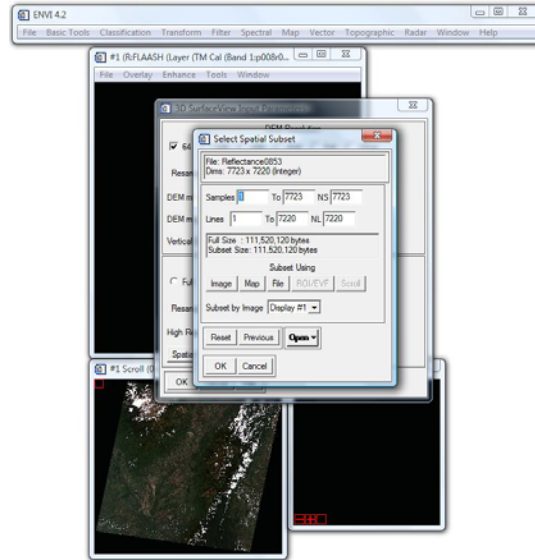 ENVI 4.2
File Basic Tools Classification Transform Filter Spectral Map Vector Topographic Radar Window Help
#1 (R:FLAASH (Layer (TM Cal (Band 1:p008r0...
File Overlay Enhance Tools Window
3D SurfaceView Input Parameters
DEM Resolution
64
Select Spatial Subset
File: Reflectance0853
Dims: 7723 x 7220 (Integer)
Resam
Samples 1 To 7723 NS 7723
DEM m
Lines 1 To 7220 NL 7220
DEM ma
Vertical
Full Size : 111,520,120 bytes
Subset Size: 111,520,120 bytes
Subset Using
Full
Image Map File ROI/EVF Scroll
Resam
Subset by Image Display #1
High Re
Reset Previous Open
Spatia
OK Cancel
#1 Scroll (0
OK